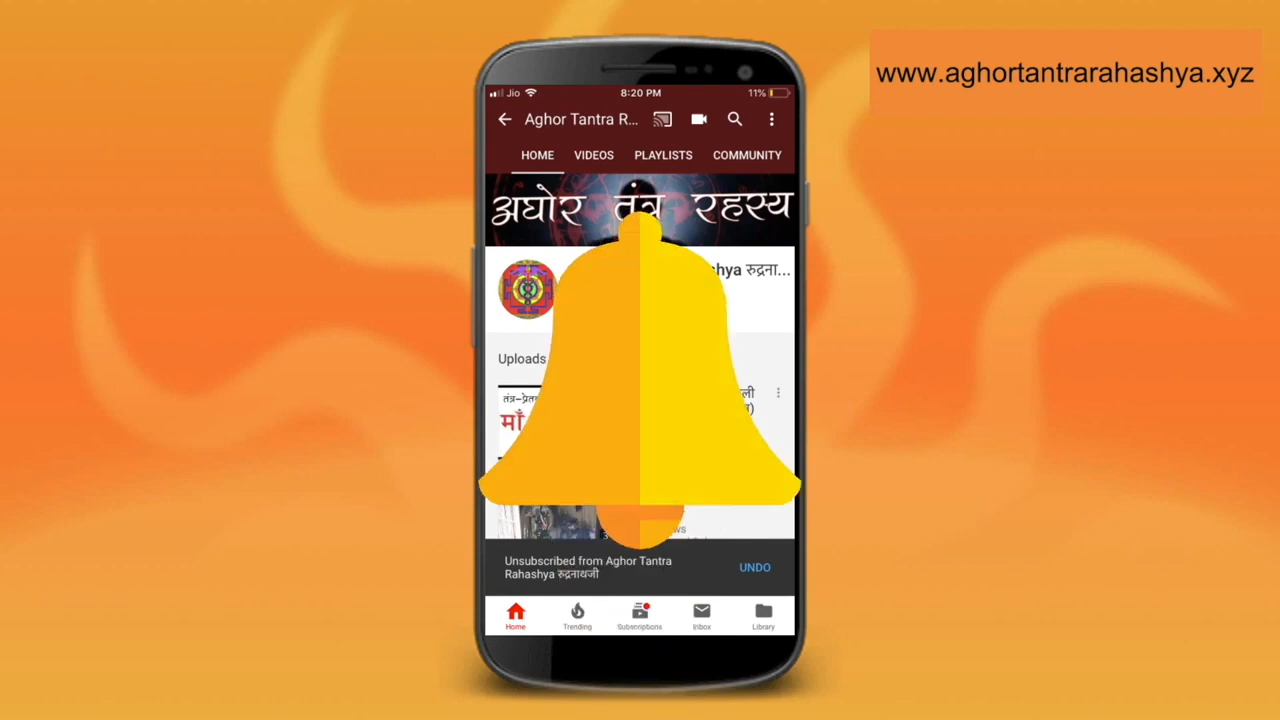 www.aghortantrarahashya.xyz
Jio 8:20 PM 11%
Aghor Tantra R...
HOME VIDEOS PLAYLISTS COMMUNITY
अघोर तंत्र रहस्य
रुद्रना...
Uploads
माँ
Unsubscribed from Aghor Tantra
Rahashya रुद्रनाथजी
UNDO
Home Trending Subscriptions Inbox Library